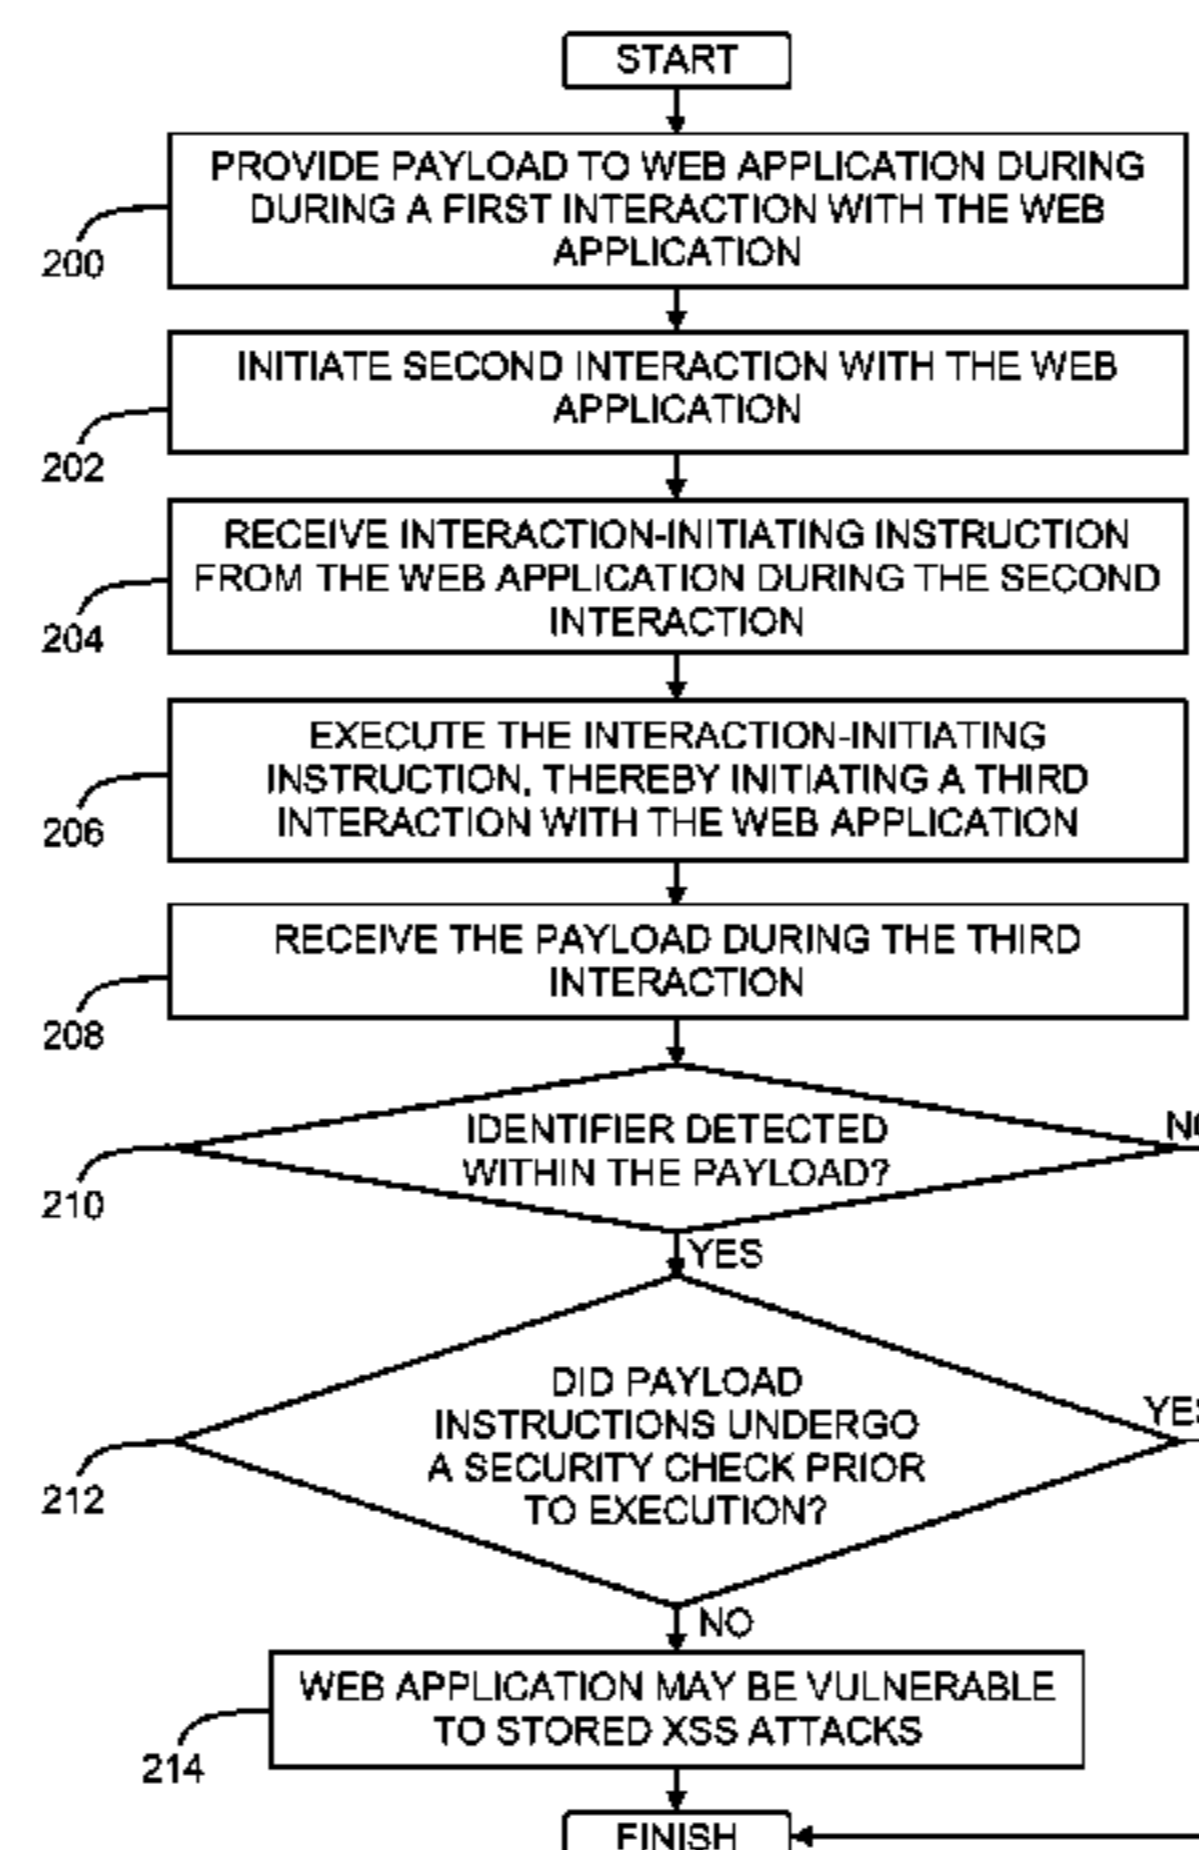 START
PROVIDE PAYLOAD TO WEB APPLICATION DURING
DURING A FIRST INTERACTION WITH THE WEB
APPLICATION
200
INITIATE SECOND INTERACTION WITH THE WEB
APPLICATION
202
RECEIVE INTERACTION-INITIATING INSTRUCTION
FROM THE WEB APPLICATION DURING THE SECOND
INTERACTION
204
EXECUTE THE INTERACTION-INITIATING
INSTRUCTION, THEREBY INITIATING A THIRD
INTERACTION WITH THE WEB APPLICATION
206
RECEIVE THE PAYLOAD DURING THE THIRD
INTERACTION
208
IDENTIFIER DETECTED
WITHIN THE PAYLOAD?
NO
210
YES
DID PAYLOAD
INSTRUCTIONS UNDERGO
A SECURITY CHECK PRIOR
TO EXECUTION?
YES
212
NO
WEB APPLICATION MAY BE VULNERABLE
TO STORED XSS ATTACKS
214
FINISH